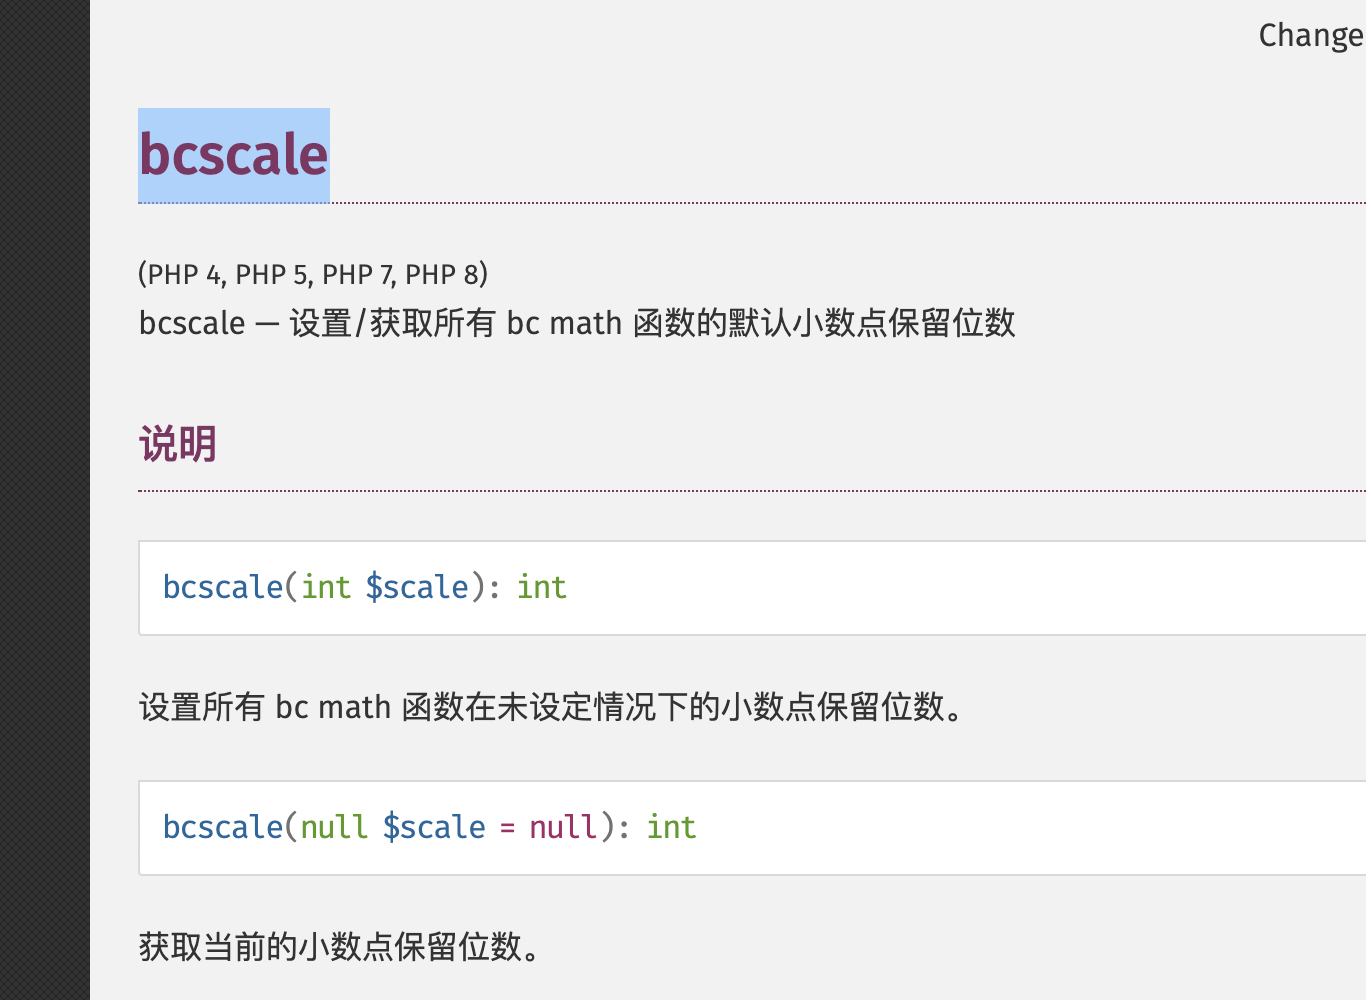 Change
bcscale
(PHP 4, PHP 5, PHP 7, PHP 8)
bcscale — 设置/获取所有 bc math 函数的默认小数点保留位数
说明
bcscale(int $scale): int
设置所有 bc math 函数在未设定情况下的小数点保留位数。
bcscale(null $scale = null): int
获取当前的小数点保留位数。